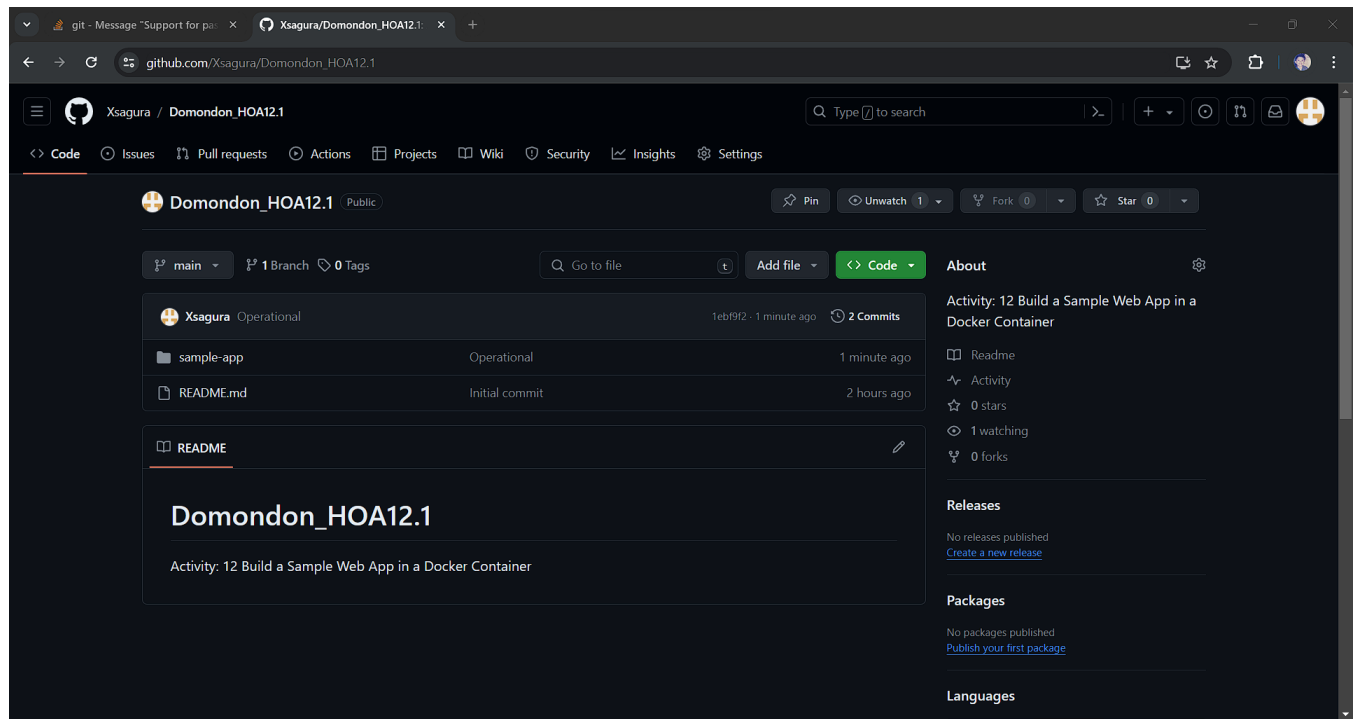 git - Message "Support for pas
Xsagura/Domondon_HOA12.1:
github.com/Xsagura/Domondon_HOA12.1
Xsagura / Domondon_HOA12.1
Type / to search
Code Issues Pull requests Actions Projects Wiki Security Insights Settings
Domondon_HOA12.1 Public
Pin Unwatch 1 Fork 0 Star 0
main 1 Branch 0 Tags Go to file t Add file <> Code
Xsagura Operational 1ebf9f2 · 1 minute ago 2 Commits
sample-app Operational 1 minute ago
README.md Initial commit 2 hours ago
README
Domondon_HOA12.1
Activity: 12 Build a Sample Web App in a Docker Container
About
Activity: 12 Build a Sample Web App in a
Docker Container
Readme
Activity
0 stars
1 watching
0 forks
Releases
No releases published
Create a new release
Packages
No packages published
Publish your first package
Languages